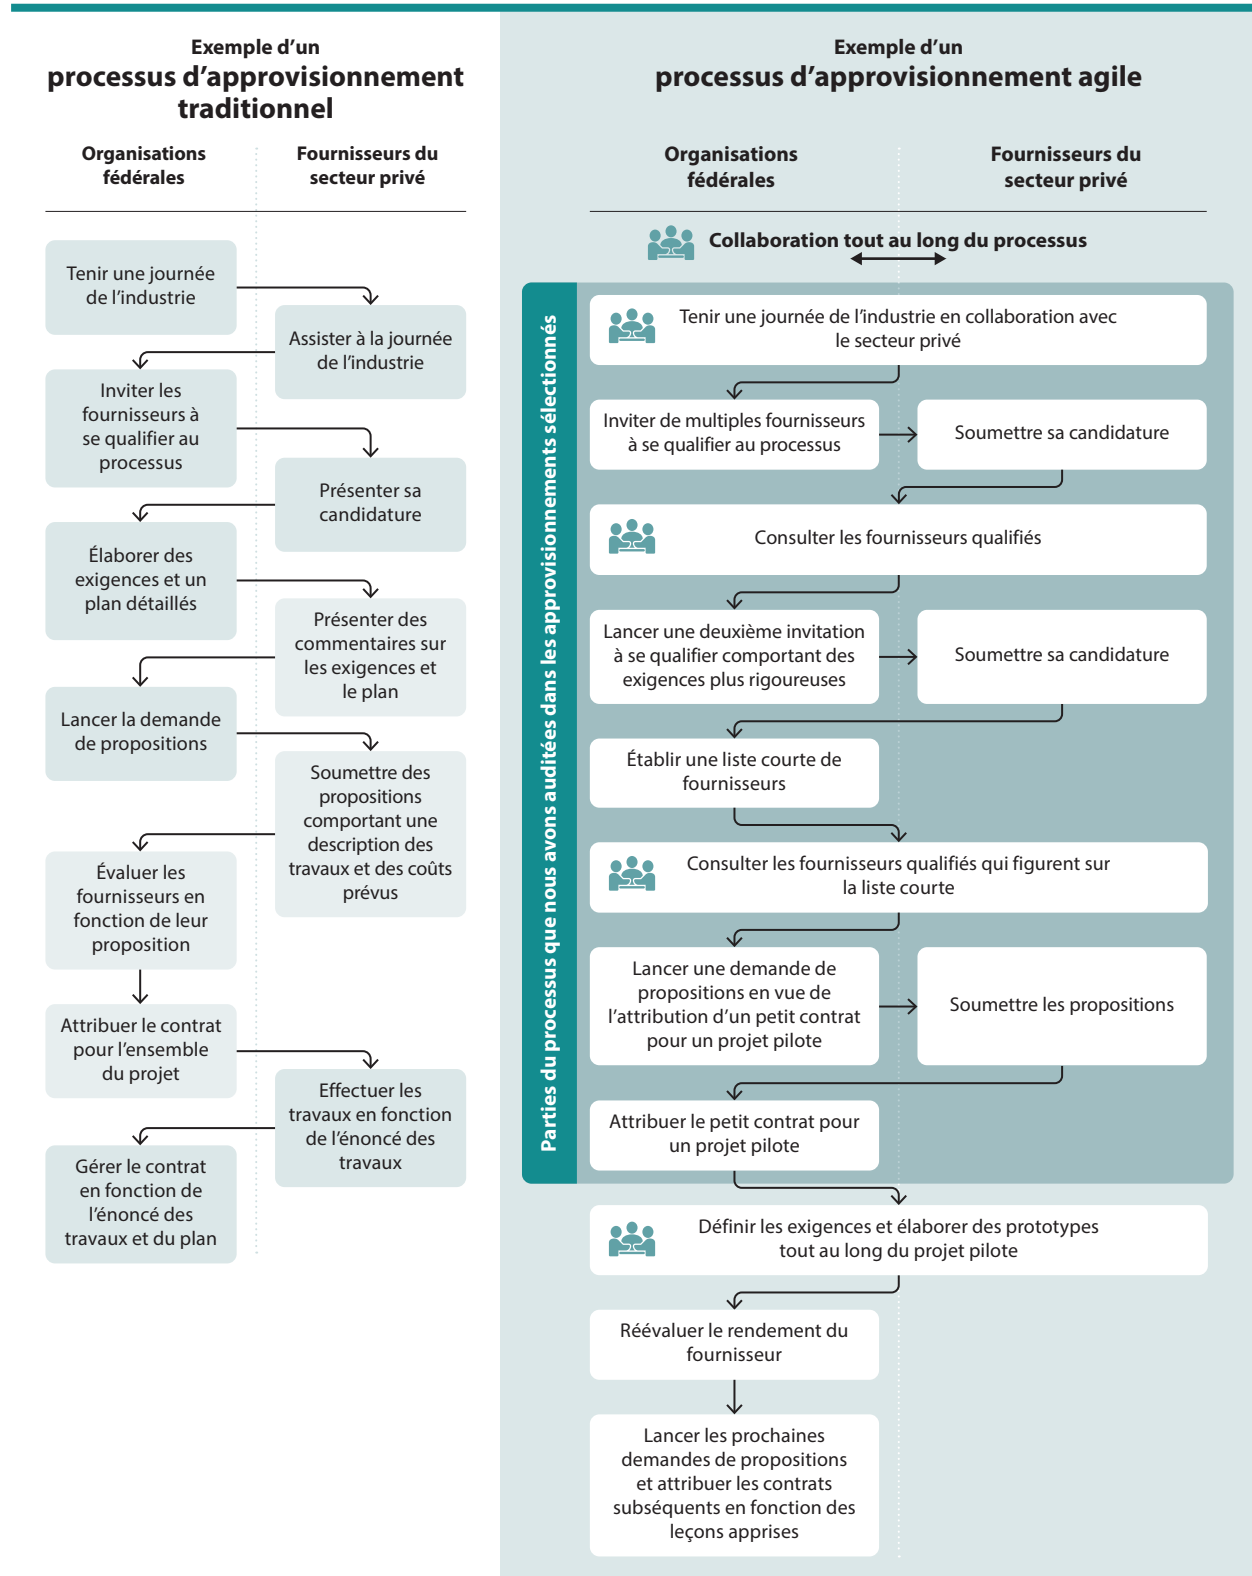 Exemple d’un
processus d’approvisionnement
traditionnel
Organisations
fédérales
Fournisseurs du
secteur privé
Tenir une journée
de l’industrie
Assister à la journée
de l’industrie
Inviter les
fournisseurs à
se qualifier au
processus
Présenter sa
candidature
Élaborer des
exigences et un
plan détaillés
Présenter des
commentaires sur
les exigences et
le plan
Lancer la demande
de propositions
Soumettre des
propositions
comportant une
description des
travaux et des coûts
prévus
Évaluer les
fournisseurs en
fonction de leur
proposition
Attribuer le contrat
pour l’ensemble
du projet
Effectuer les
travaux en fonction
de l’énoncé des
travaux
Gérer le contrat
en fonction de
l’énoncé des
travaux et du plan
Exemple d’un
processus d’approvisionnement agile
Organisations
fédérales
Fournisseurs du
secteur privé
Collaboration tout au long du processus
Parties du processus que nous avons auditées dans les approvisionnements sélectionnés
Tenir une journée de l’industrie en collaboration avec
le secteur privé
Inviter de multiples fournisseurs
à se qualifier au processus
Soumettre sa candidature
Consulter les fournisseurs qualifiés
Lancer une deuxième invitation
à se qualifier comportant des
exigences plus rigoureuses
Soumettre sa candidature
Établir une liste courte de
fournisseurs
Consulter les fournisseurs qualifiés qui figurent sur
la liste courte
Lancer une demande de
propositions en vue de
l’attribution d’un petit contrat
pour un projet pilote
Soumettre les propositions
Attribuer le petit contrat pour
un projet pilote
Définir les exigences et élaborer des prototypes
tout au long du projet pilote
Réévaluer le rendement du
fournisseur
Lancer les prochaines
demandes de propositions
et attribuer les contrats
subséquents en fonction des
leçons apprises